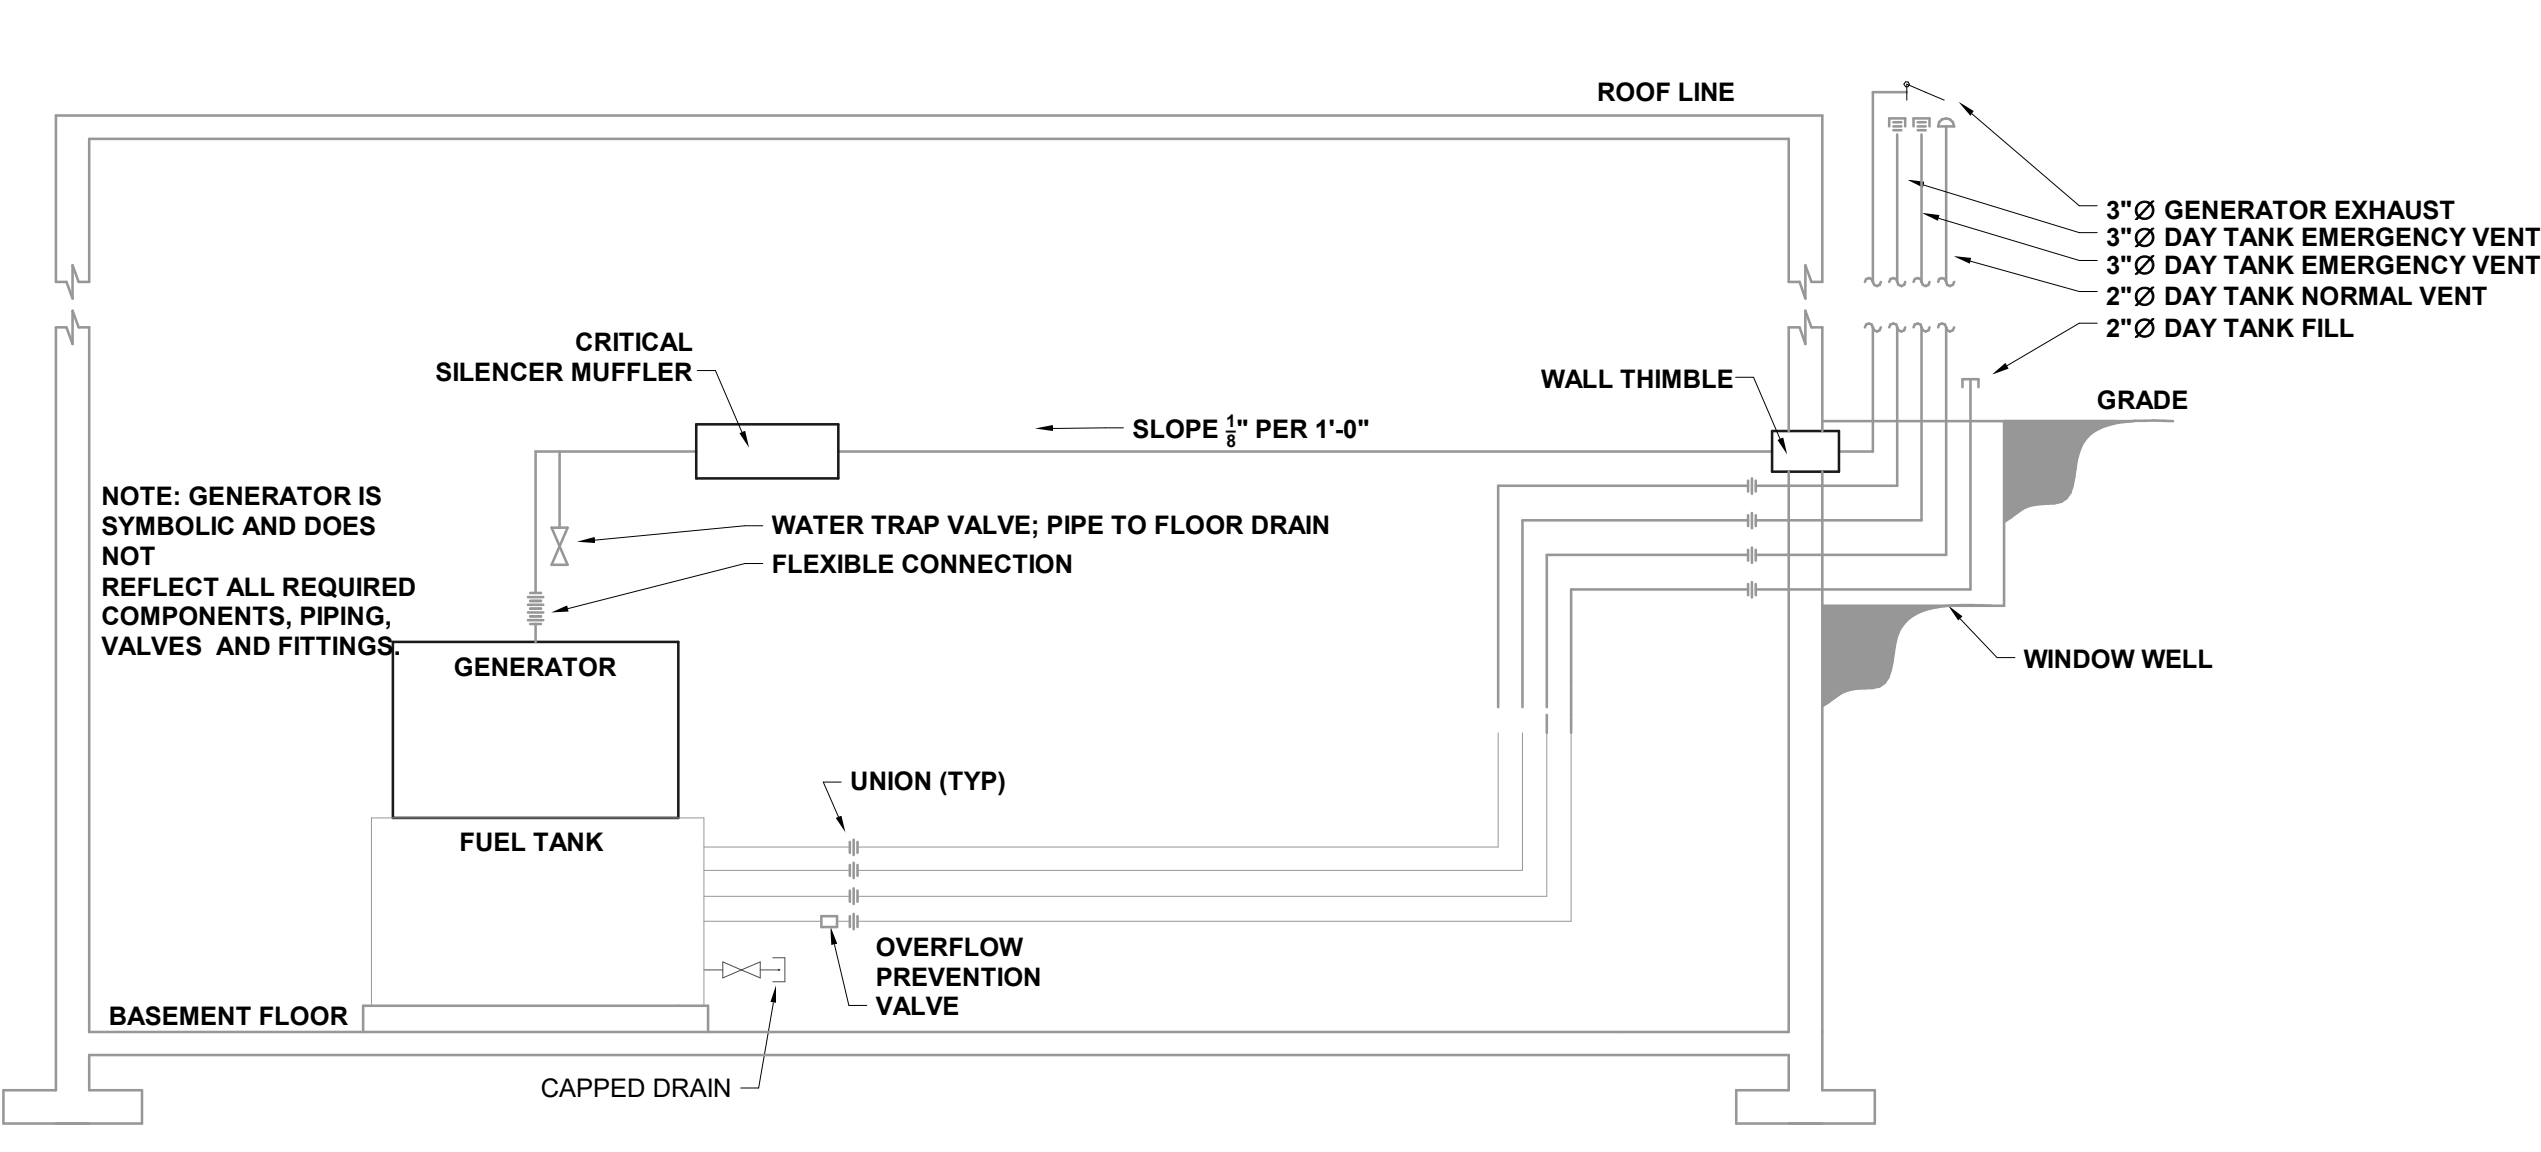 ROOF LINE
3"Ø GENERATOR EXHAUST
3"Ø DAY TANK EMERGENCY VENT
3"Ø DAY TANK EMERGENCY VENT
2"Ø DAY TANK NORMAL VENT
2"Ø DAY TANK FILL
CRITICAL
SILENCER MUFFLER
WALL THIMBLE
GRADE
SLOPE 1/8" PER 1'-0"
NOTE: GENERATOR IS
SYMBOLIC AND DOES
NOT
REFLECT ALL REQUIRED
COMPONENTS, PIPING,
VALVES  AND FITTINGS.
WATER TRAP VALVE; PIPE TO FLOOR DRAIN
FLEXIBLE CONNECTION
GENERATOR
WINDOW WELL
UNION (TYP)
FUEL TANK
OVERFLOW
PREVENTION
VALVE
BASEMENT FLOOR
CAPPED DRAIN